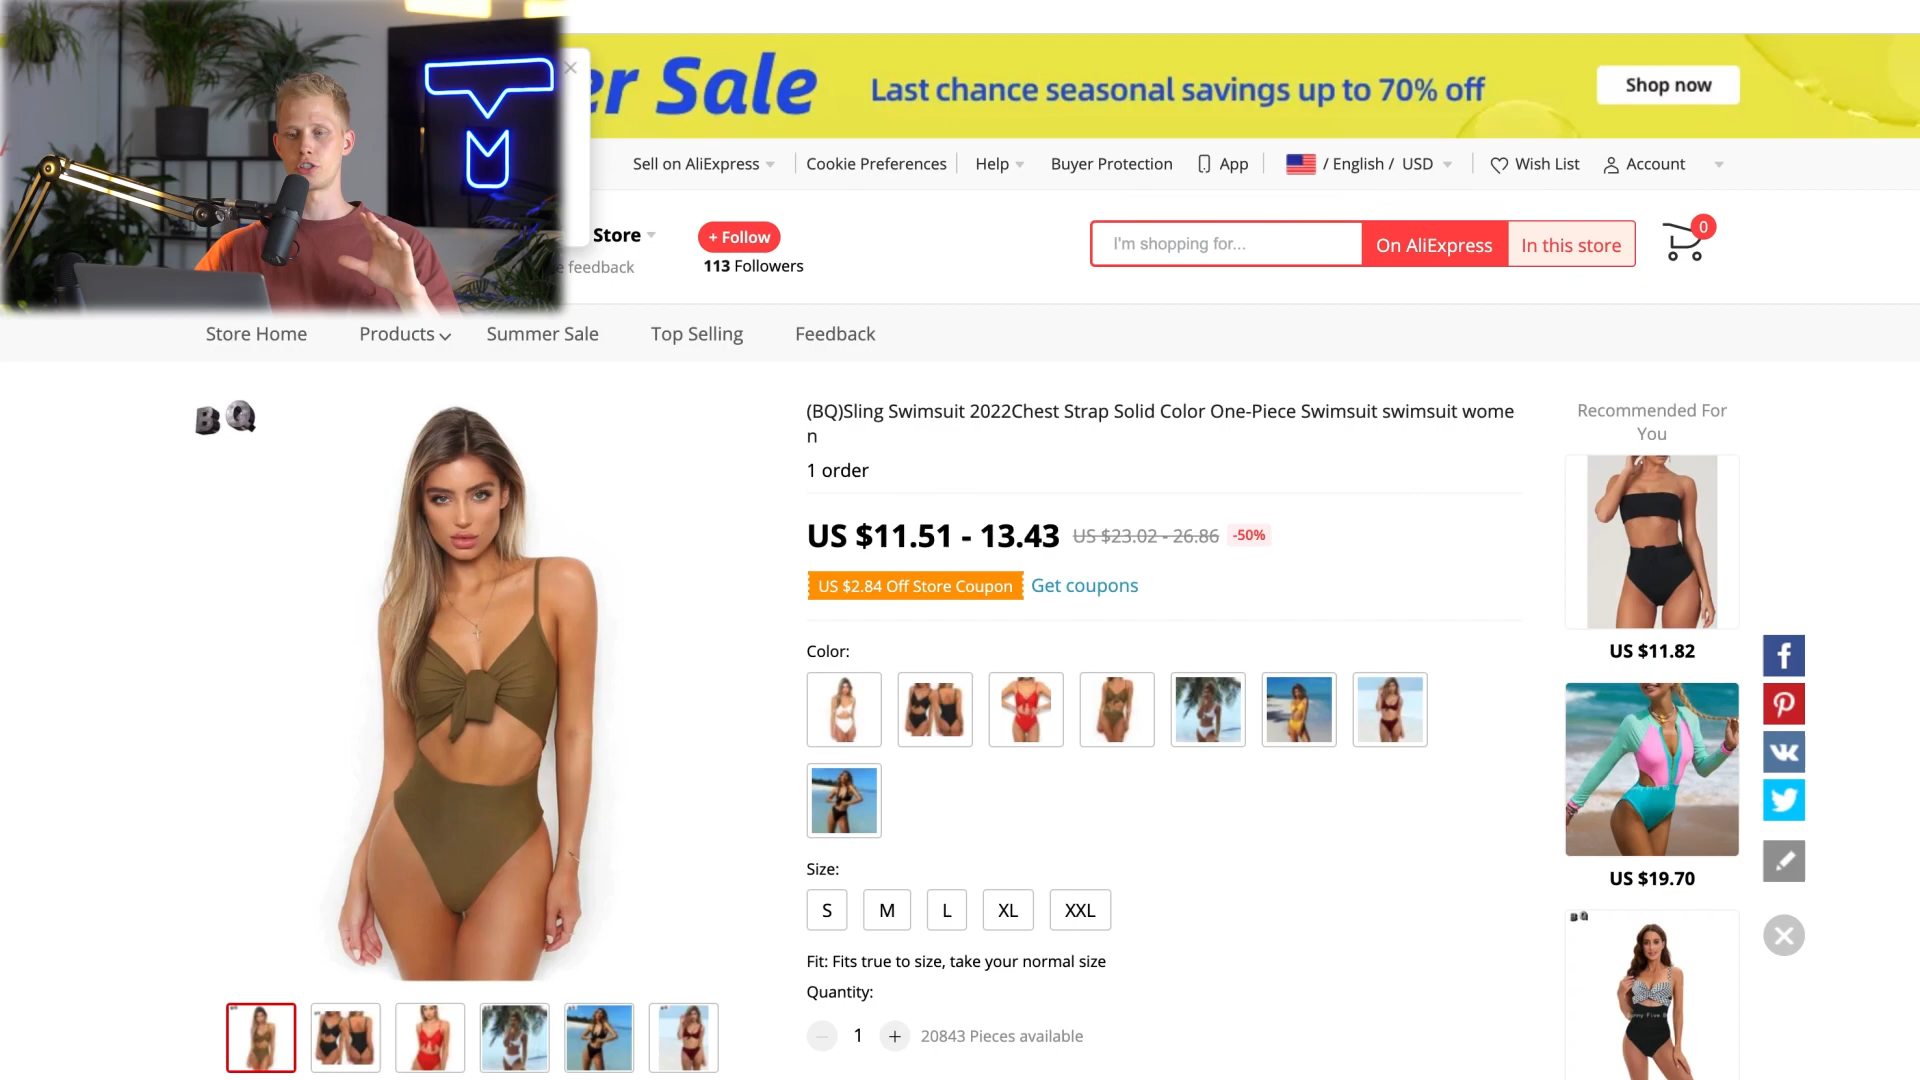 er Sale
Last chance seasonal savings up to 70% off
Shop now
Sell on AliExpress
Cookie Preferences
Help
Buyer Protection
App
/ English / USD
Wish List
Account
Store
+ Follow
feedback
113 Followers
I'm shopping for...
On AliExpress
In this store
0
Store Home
Products
Summer Sale
Top Selling
Feedback
BQ
(BQ)Sling Swimsuit 2022Chest Strap Solid Color One-Piece Swimsuit swimsuit wome
n
1 order
US $11.51 - 13.43
US $23.02 - 26.86
-50%
US $2.84 Off Store Coupon
Get coupons
Color:
Size:
S
M
L
XL
XXL
Fit: Fits true to size, take your normal size
Quantity:
1
20843 Pieces available
Recommended For
You
US $11.82
US $19.70
BQ